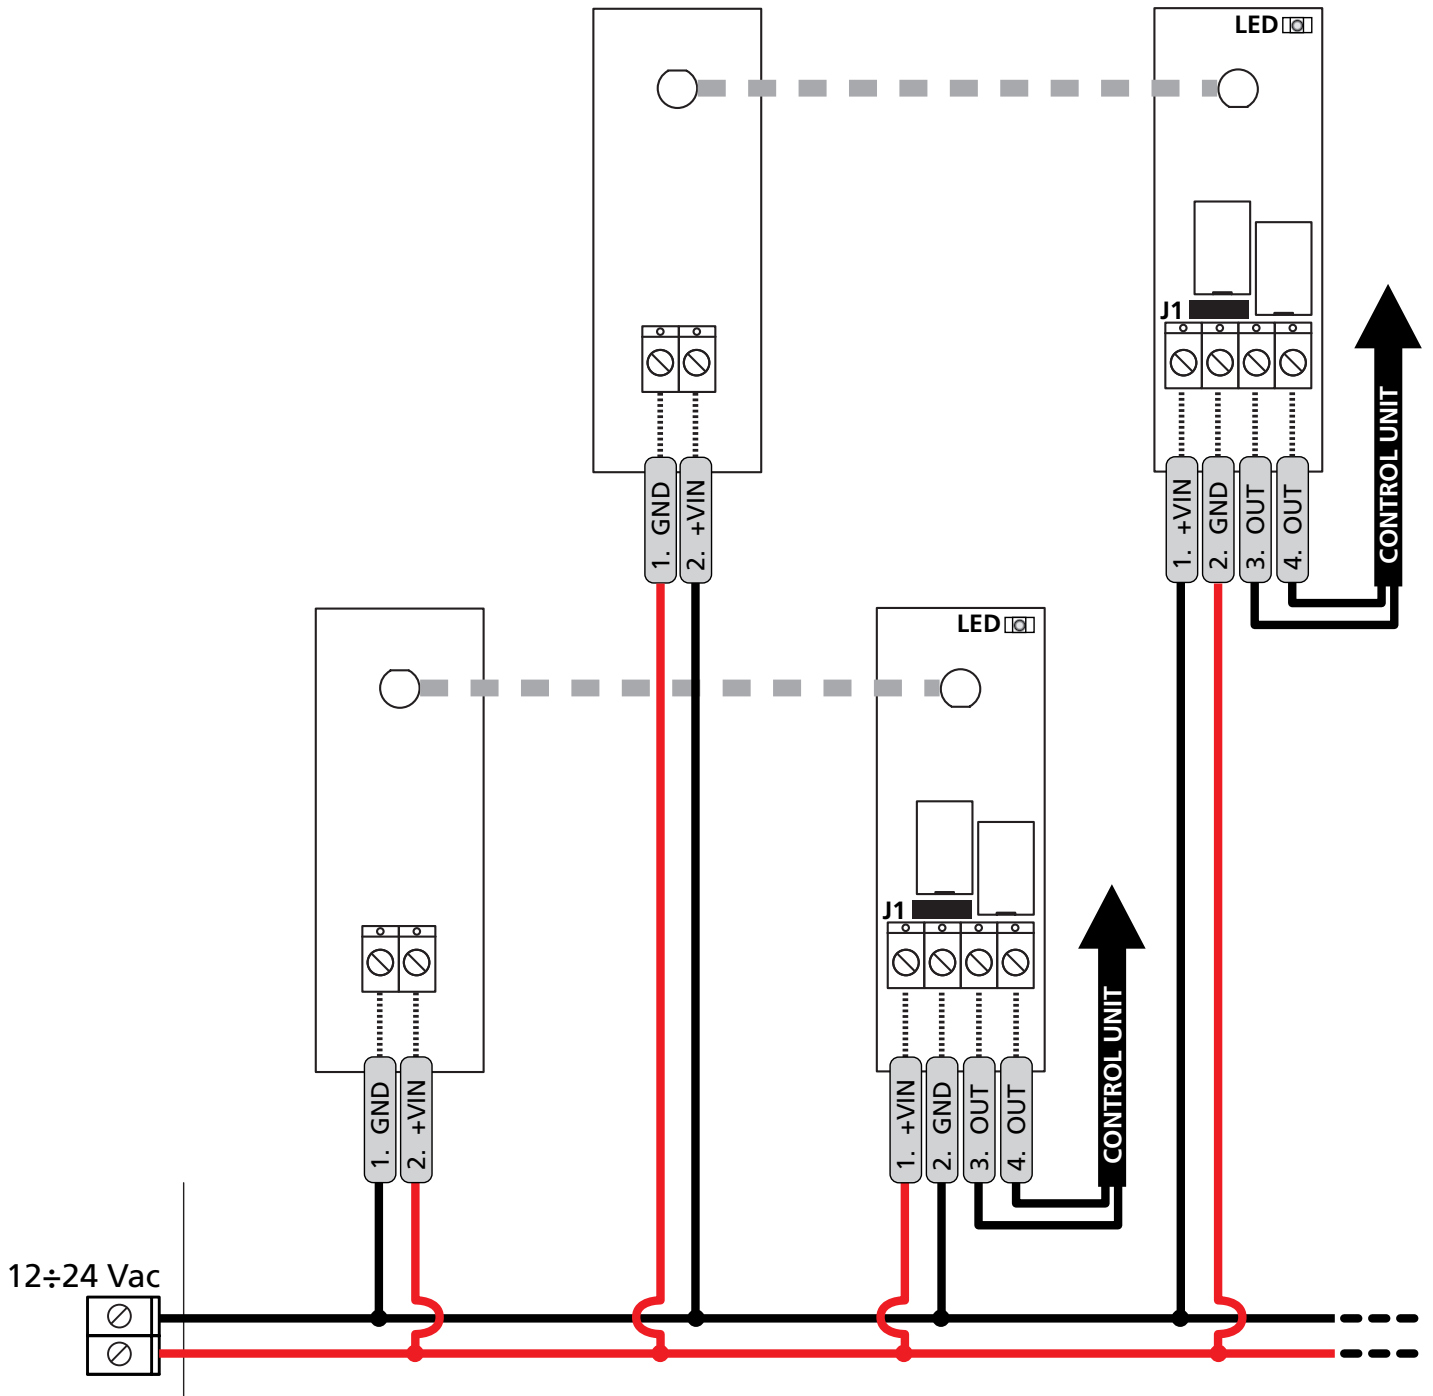 LED
J1
1. GND
2. +VIN
1. +VIN
2. GND
3. OUT
4. OUT
CONTROL UNIT
LED
J1
1. GND
2. +VIN
1. +VIN
2. GND
3. OUT
4. OUT
CONTROL UNIT
12÷24 Vac